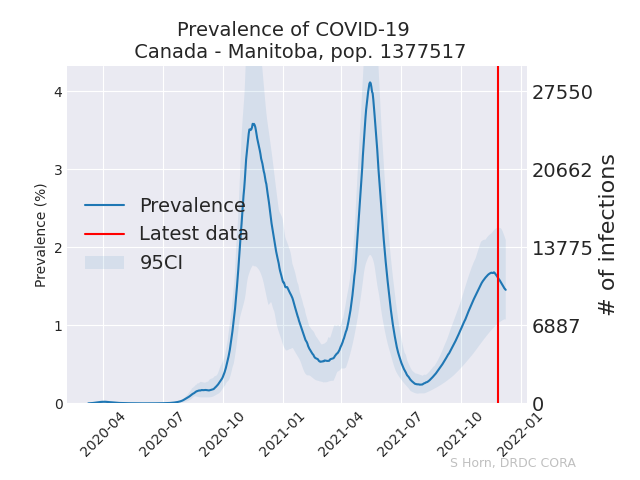 Prevalence of COVID-19
Canada - Manitoba, pop. 1377517
4
3
2
1
0
Prevalence (%)
27550
20662
13775
6887
0
# of infections
Prevalence
Latest data
95CI
2020-04
2020-07
2020-10
2021-01
2021-04
2021-07
2021-10
2022-01
S Horn, DRDC CORA